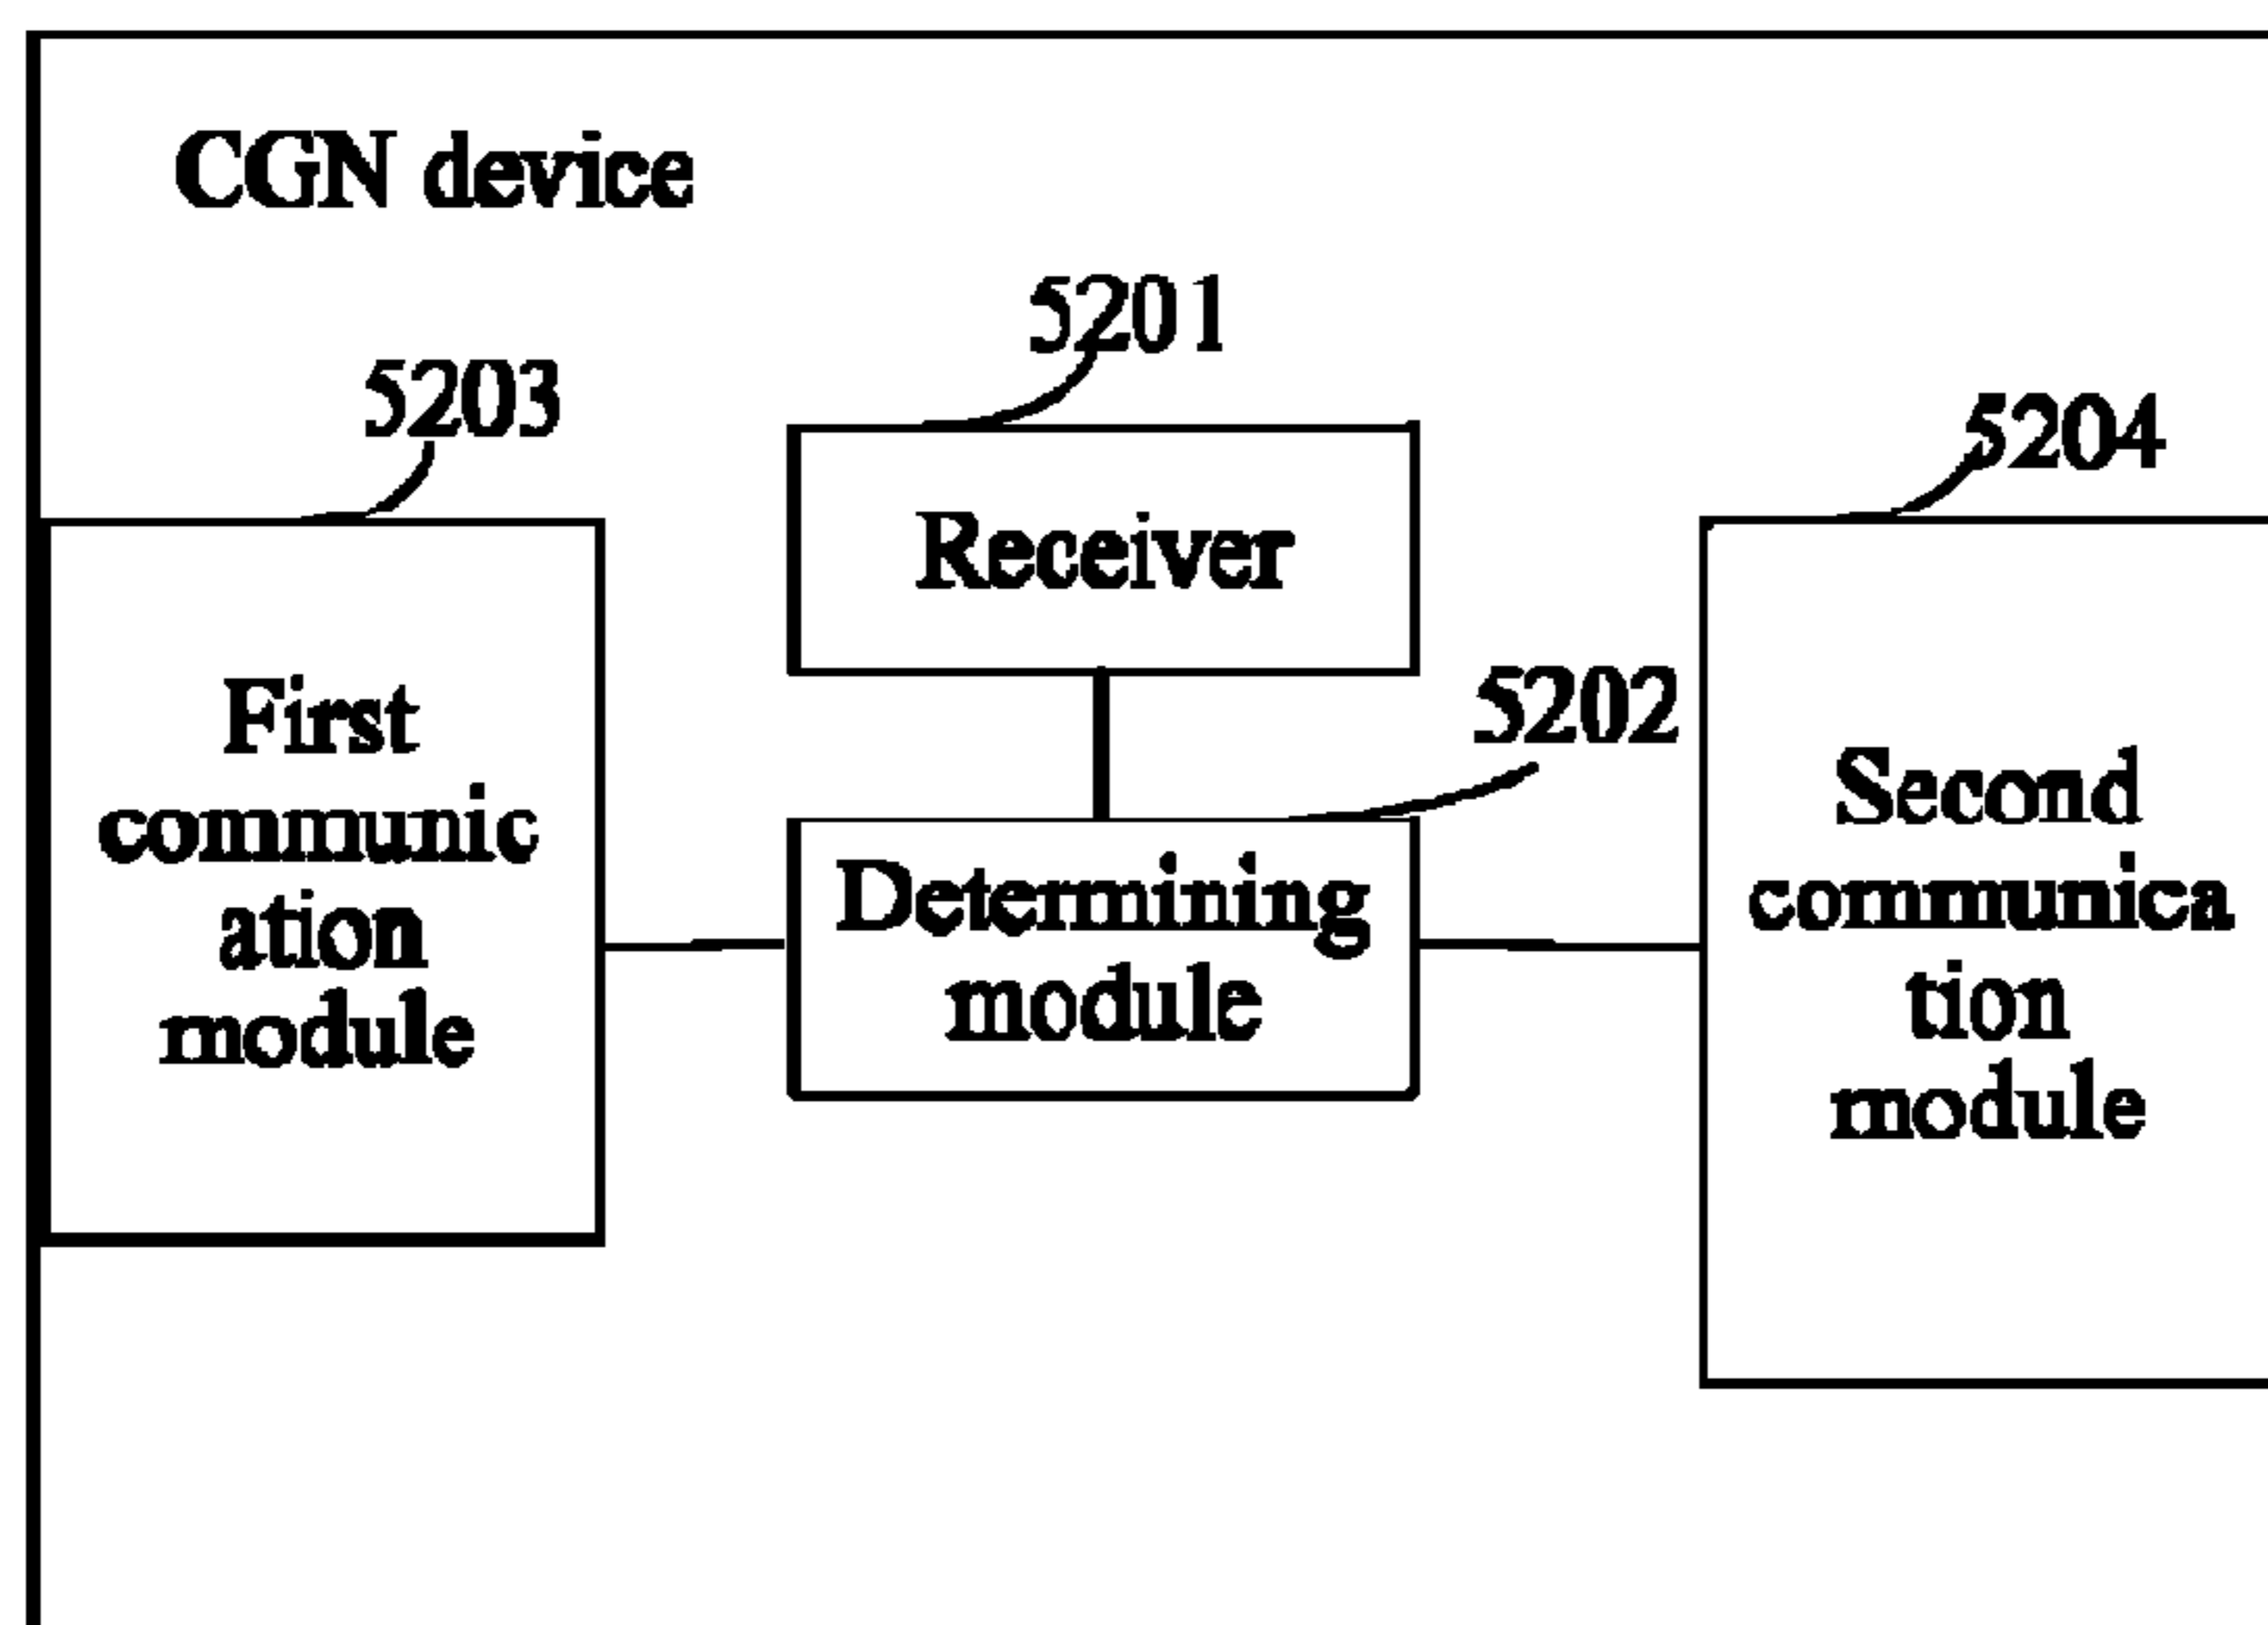 CGN device
5201
5203
5204
Receiver
5202
First
communic
ation
module
Determining
module
Second
communica
tion
module